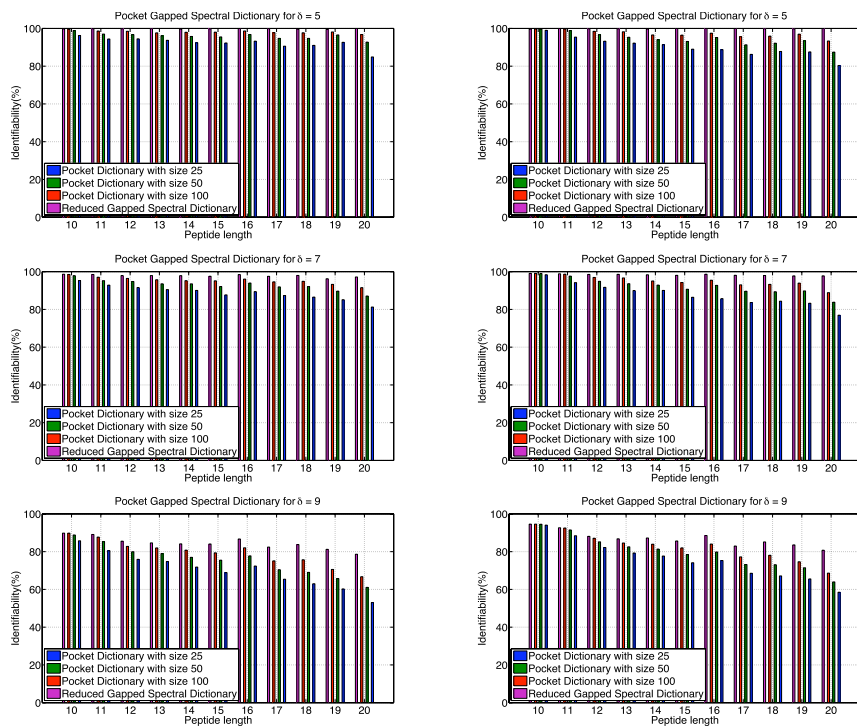 Pocket Gapped Spectral Dictionary for δ = 5
100
80
60
40
20
0
Identifiability(%)
Pocket Dictionary with size 25
Pocket Dictionary with size 50
Pocket Dictionary with size 100
Reduced Gapped Spectral Dictionary
10 11 12 13 14 15 16 17 18 19 20
Peptide length
Pocket Gapped Spectral Dictionary for δ = 5
100
80
60
40
20
0
Identifiability(%)
Pocket Dictionary with size 25
Pocket Dictionary with size 50
Pocket Dictionary with size 100
Reduced Gapped Spectral Dictionary
10 11 12 13 14 15 16 17 18 19 20
Peptide length
Pocket Gapped Spectral Dictionary for δ = 7
100
80
60
40
20
0
Identifiability(%)
Pocket Dictionary with size 25
Pocket Dictionary with size 50
Pocket Dictionary with size 100
Reduced Gapped Spectral Dictionary
10 11 12 13 14 15 16 17 18 19 20
Peptide length
Pocket Gapped Spectral Dictionary for δ = 7
100
80
60
40
20
0
Identifiability(%)
Pocket Dictionary with size 25
Pocket Dictionary with size 50
Pocket Dictionary with size 100
Reduced Gapped Spectral Dictionary
10 11 12 13 14 15 16 17 18 19 20
Peptide length
Pocket Gapped Spectral Dictionary for δ = 9
100
80
60
40
20
0
Identifiability(%)
Pocket Dictionary with size 25
Pocket Dictionary with size 50
Pocket Dictionary with size 100
Reduced Gapped Spectral Dictionary
10 11 12 13 14 15 16 17 18 19 20
Peptide length
Pocket Gapped Spectral Dictionary for δ = 9
100
80
60
40
20
0
Identifiability(%)
Pocket Dictionary with size 25
Pocket Dictionary with size 50
Pocket Dictionary with size 100
Reduced Gapped Spectral Dictionary
10 11 12 13 14 15 16 17 18 19 20
Peptide length